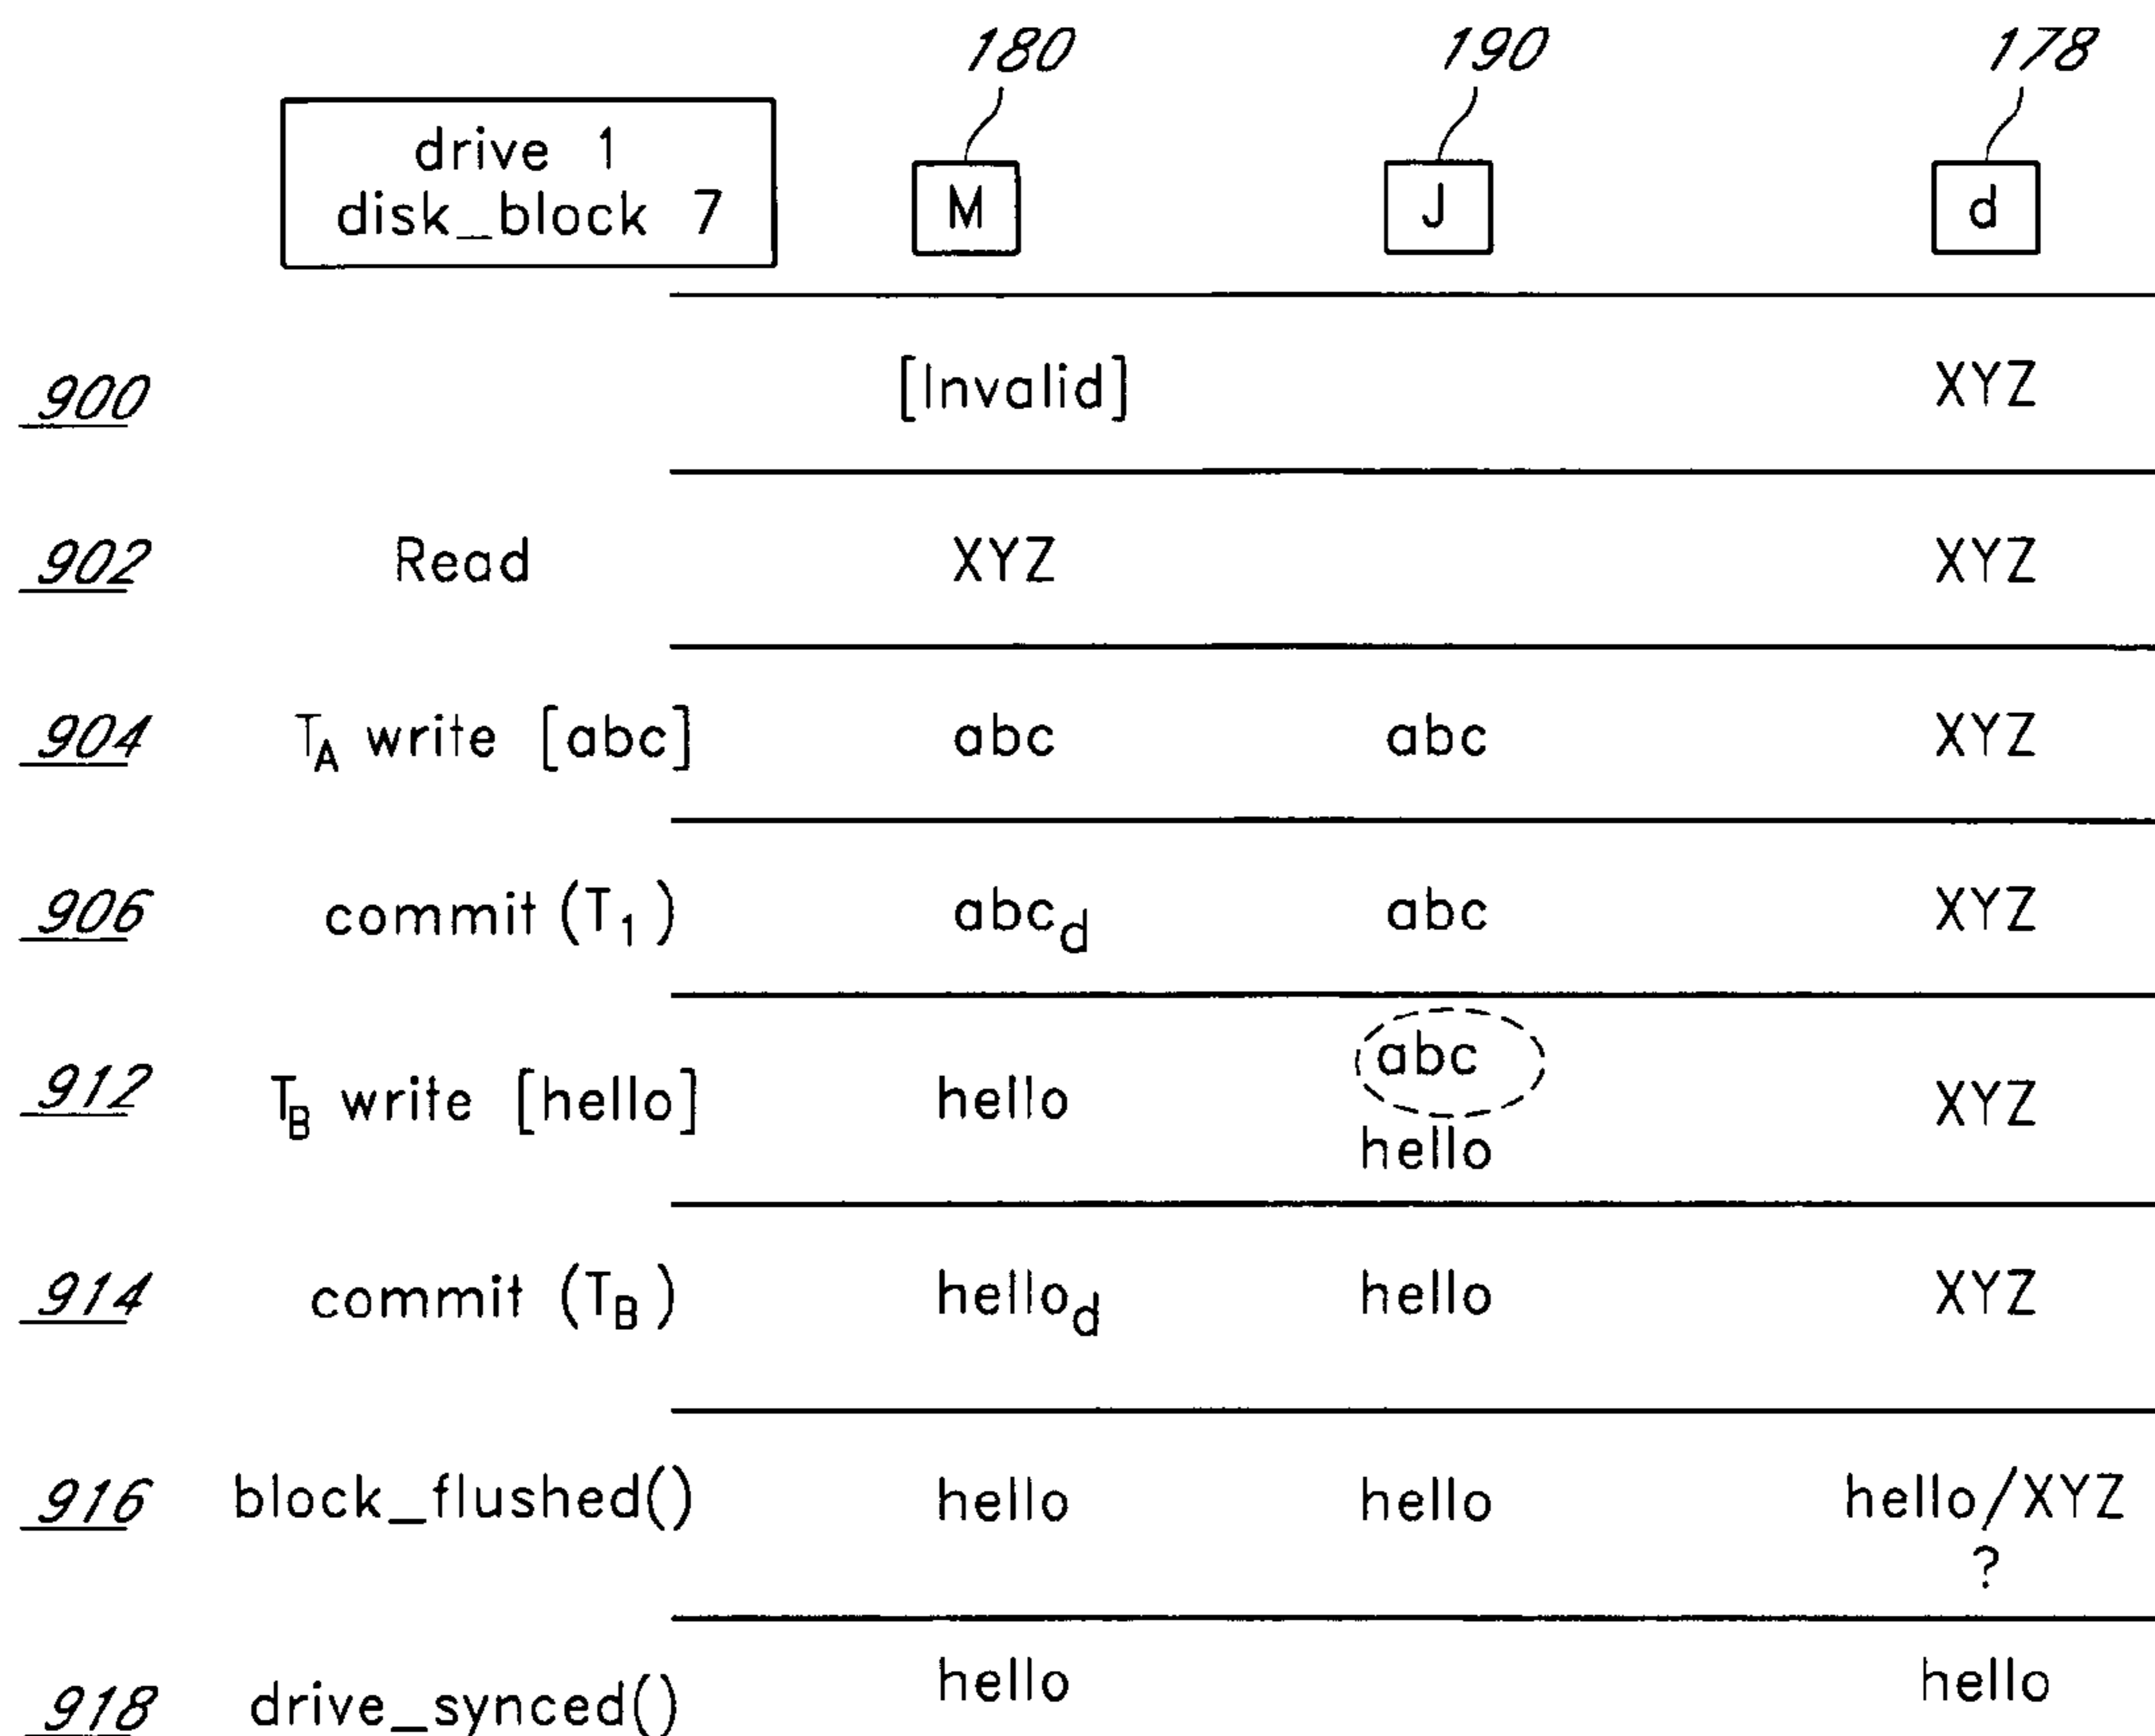 180 190 178
drive 1
disk_block 7
M J d
900 [Invalid] XYZ
902 Read XYZ XYZ
904 TA write [abc] abc abc XYZ
906 commit (T1) abcd abc XYZ
abc
912 TB write [hello] hello XYZ
hello
914 commit (TB) hellod hello XYZ
916 block_flushed() hello hello hello/XYZ
?
hello hello
918 drive_synced()